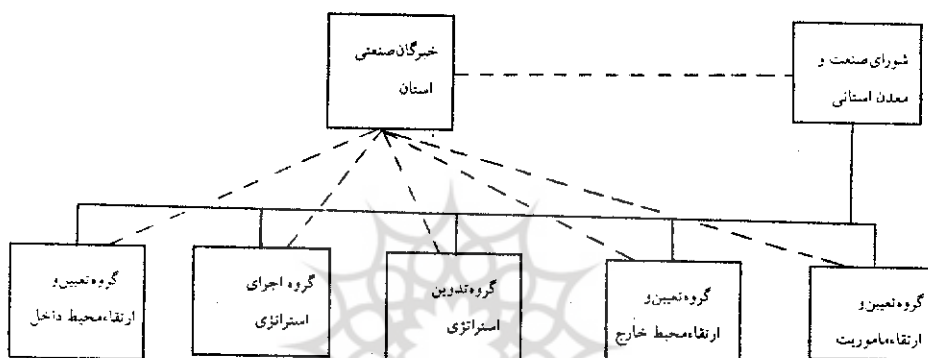 شورای صنعت و
معدن استانی
خبرگان صنعتی
استان
گروه تعیین و
ارتقاء ماموریت
گروه تعیین و
ارتقاء محیط خارج
گروه تدوین
استراتژی
گروه اجرای
استراتژی
گروه تعیین و
ارتقاء محیط داخل